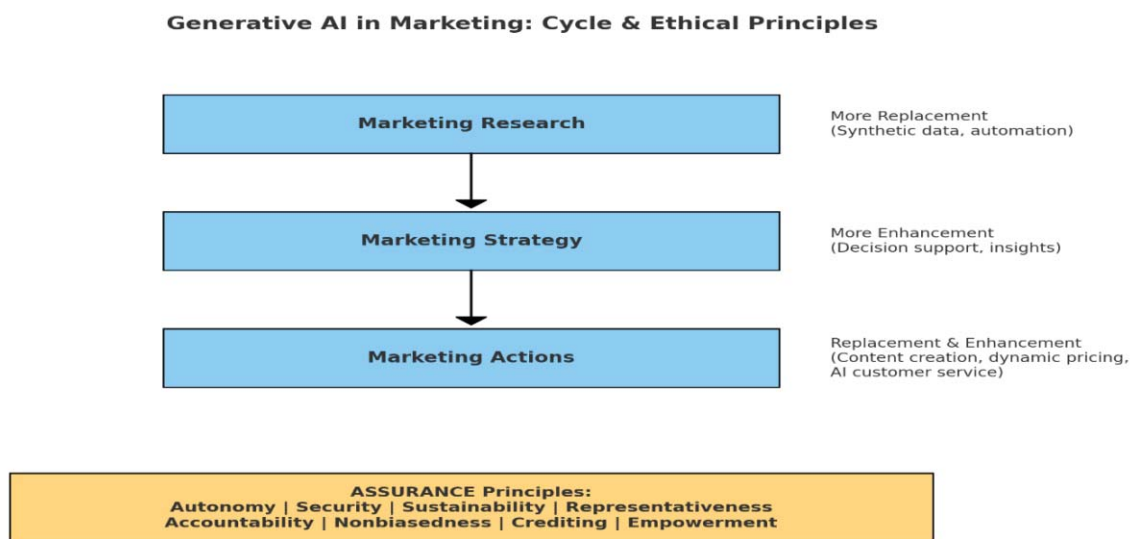 Generative AI in Marketing: Cycle & Ethical Principles
Marketing Research
More Replacement
(Synthetic data, automation)
Marketing Strategy
More Enhancement
(Decision support, insights)
Marketing Actions
Replacement & Enhancement
(Content creation, dynamic pricing,
AI customer service)
ASSURANCE Principles:
Autonomy | Security | Sustainability | Representativeness
Accountability | Nonbiasedness | Crediting | Empowerment